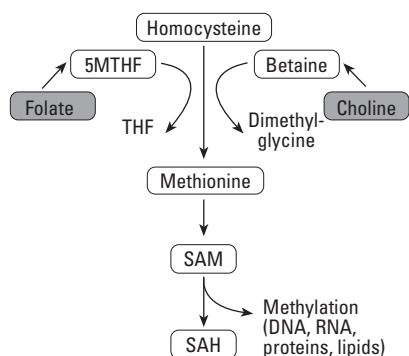 Homocysteine
5MTHF
Betaine
Folate
Choline
THF
Dimethyl-
glycine
Methionine
SAM
Methylation
(DNA, RNA,
proteins, lipids)
SAH